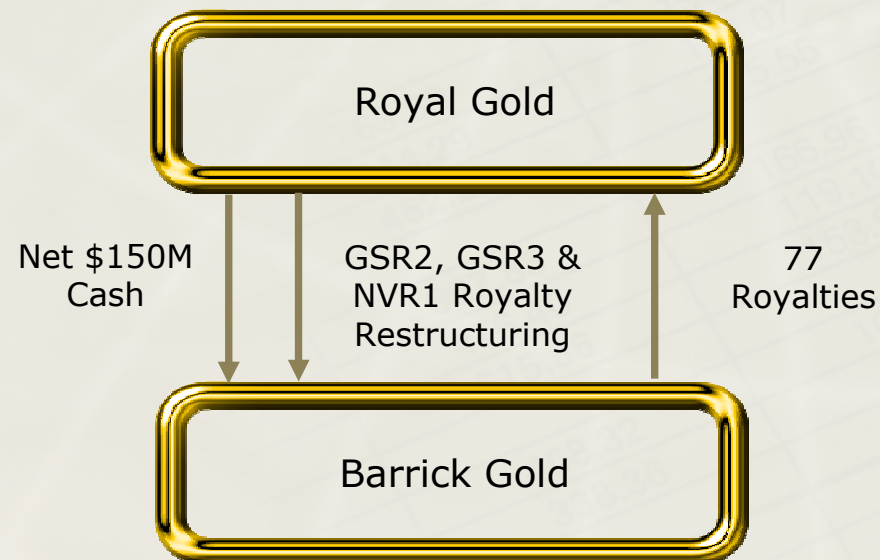 Royal Gold
Net $150M
Cash
GSR2, GSR3 &
NVR1 Royalty
Restructuring
77
Royalties
Barrick Gold